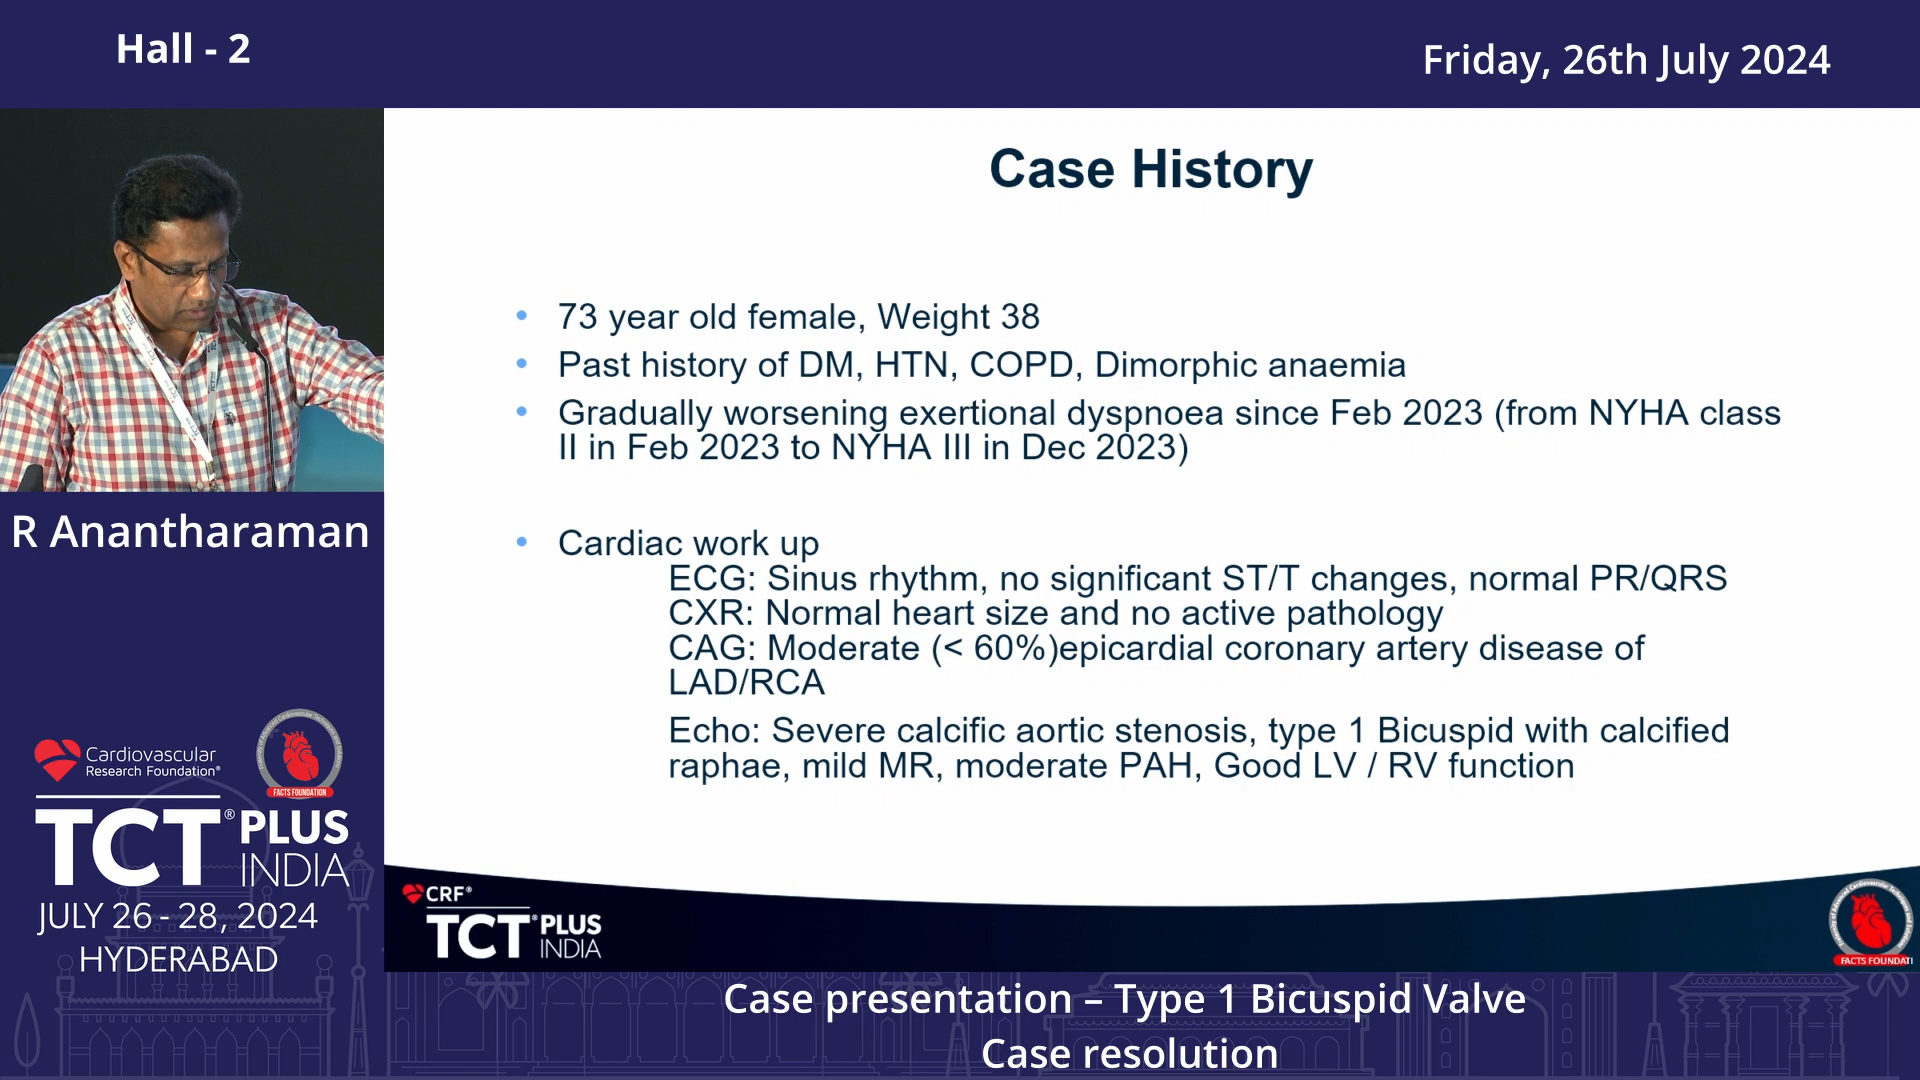 Hall - 2
Friday, 26th July 2024
Case History
• 73 year old female, Weight 38
• Past history of DM, HTN, COPD, Dimorphic anaemia
• Gradually worsening exertional dyspnoea since Feb 2023 (from NYHA class
II in Feb 2023 to NYHA III in Dec 2023)
• Cardiac work up
ECG: Sinus rhythm, no significant ST/T changes, normal PR/QRS
CXR: Normal heart size and no active pathology
CAG: Moderate (< 60%)epicardial coronary artery disease of
LAD/RCA
Echo: Severe calcific aortic stenosis, type 1 Bicuspid with calcified
raphae, mild MR, moderate PAH, Good LV / RV function
R Anantharaman
Cardiovascular
Research Foundation®
FACTS FOUNDATION
TCT® PLUS
INDIA
JULY 26 - 28, 2024
HYDERABAD
CRF®
TCT® PLUS
INDIA
FACTS FOUNDATI
Case presentation – Type 1 Bicuspid Valve
Case resolution